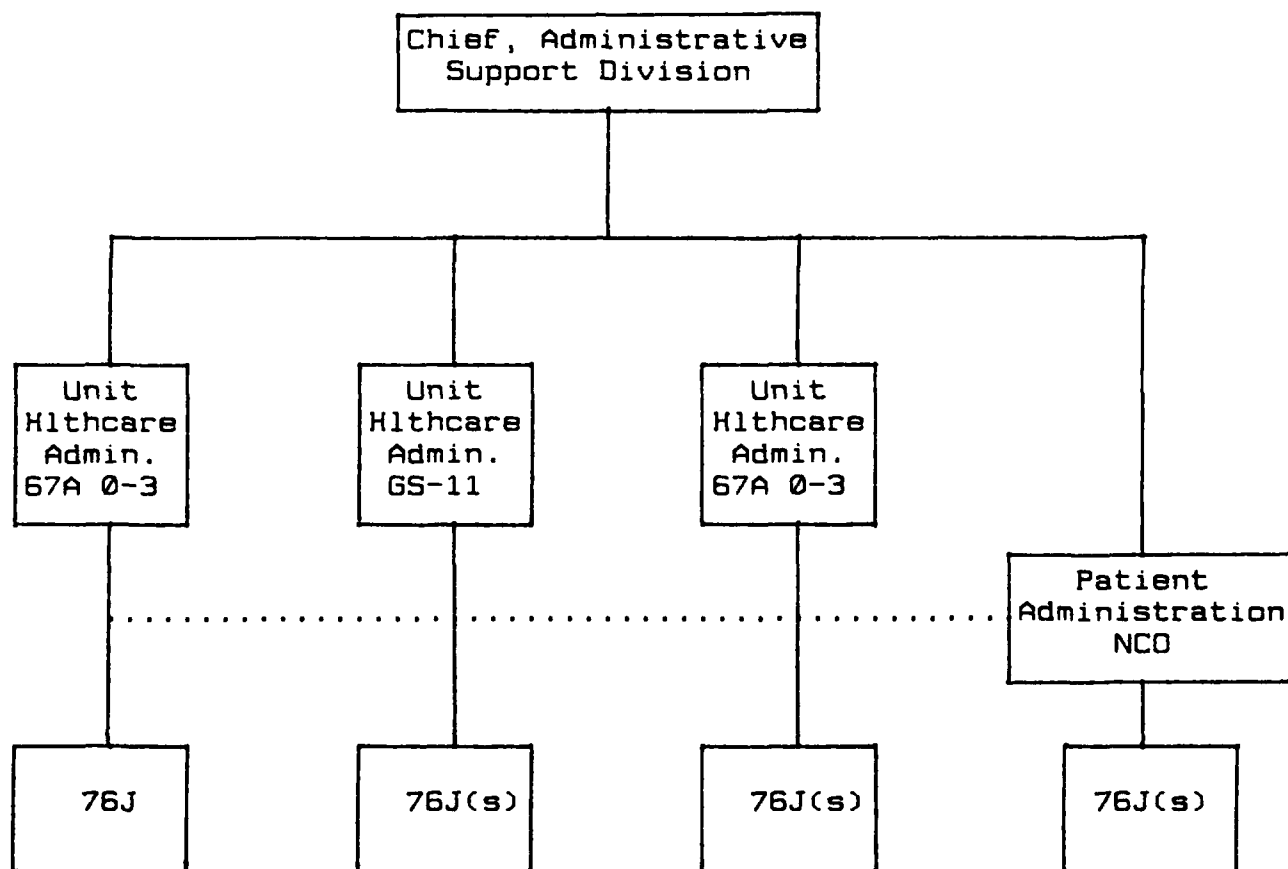 Chief, Administrative
Support Division
Unit
Hlthcare
Admin.
67A 0-3
Unit
Hlthcare
Admin.
GS-11
Unit
Hlthcare
Admin.
67A 0-3
Patient
Administration
NCO
76J
76J(s)
76J(s)
76J(s)